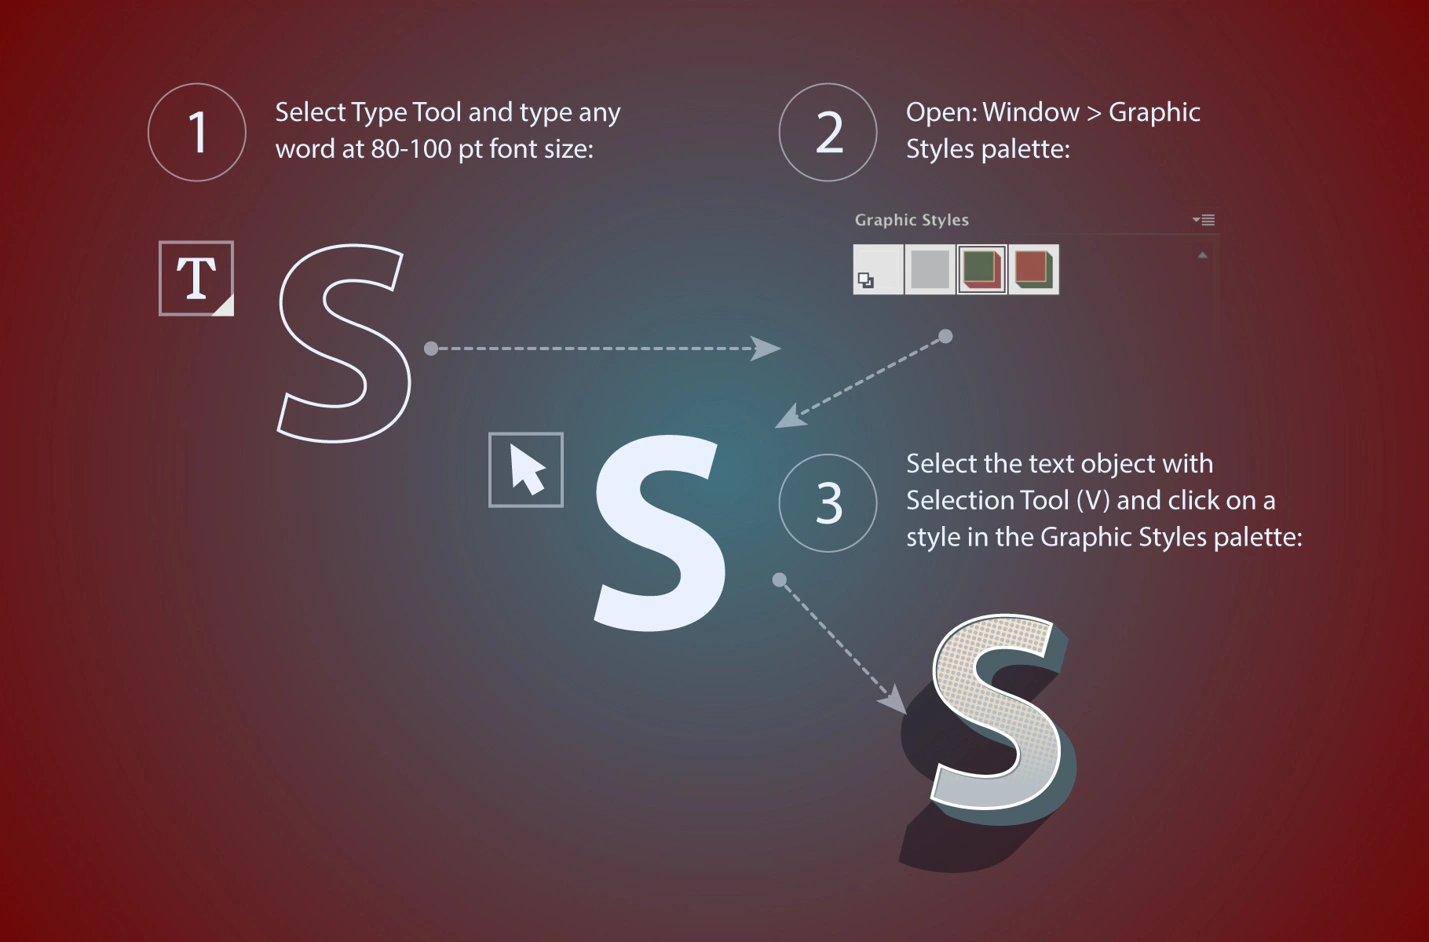 1
Select Type Tool and type any
word at 80-100 pt font size:
2
Open: Window > Graphic
Styles palette:
Graphic Styles
T
S
S
3
Select the text object with
Selection Tool (V) and click on a
style in the Graphic Styles palette:
S